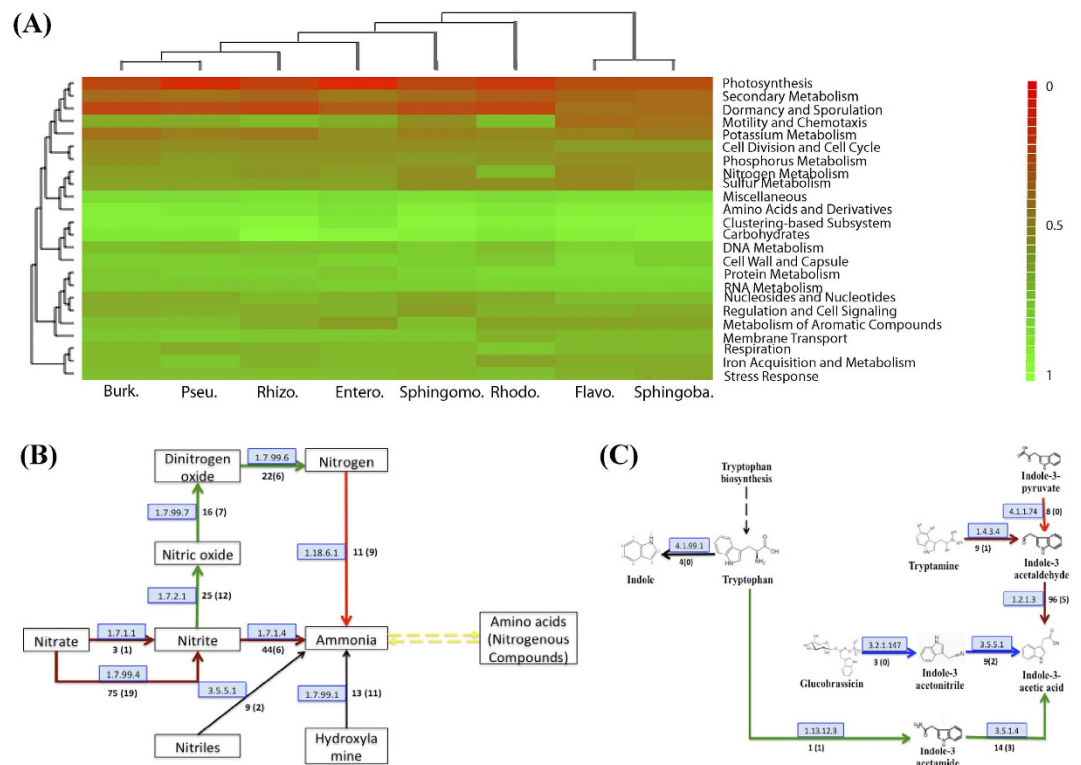 (A)
Photosynthesis
Secondary Metabolism
Dormancy and Sporulation
Motility and Chemotaxis
Potassium Metabolism
Cell Division and Cell Cycle
Phosphorus Metabolism
Nitrogen Metabolism
Sulfur Metabolism
Miscellaneous
Amino Acids and Derivatives
Clustering-based Subsystem
Carbohydrates
DNA Metabolism
Cell Wall and Capsule
Protein Metabolism
RNA Metabolism
Nucleosides and Nucleotides
Regulation and Cell Signaling
Metabolism of Aromatic Compounds
Membrane Transport
Respiration
Iron Acquisition and Metabolism
Stress Response
0
0.5
1
Burk. Pseu. Rhizo. Entero. Sphingomo. Rhodo. Flavo. Sphingoba.
(B)
Dinitrogen
oxide
1.7.99.6
22(6)
Nitrogen
1.7.99.7
16 (7)
Nitric oxide
1.18.6.1
11 (9)
1.7.2.1
25 (12)
Nitrate
1.7.1.1
3 (1)
Nitrite
1.7.1.4
44(6)
Ammonia
Amino acids
(Nitrogenous
Compounds)
1.7.99.4
75 (19)
3.5.5.1
9 (2)
1.7.99.1
13 (11)
Nitriles
Hydroxyla
mine
(C)
Tryptophan
biosynthesis
Indole-3-
pyruvate
4.1.1.74
8 (0)
4.1.99.1
4(0)
Indole
Tryptophan
1.4.3.4
9 (1)
Tryptamine
Indole-3
acetaldehyde
1.2.1.3
96 (5)
3.2.1.147
3 (0)
3.5.5.1
9(2)
Glucobrassicin
Indole-3
acetonitrile
Indole-3-
acetic acid
1.13.12.3
1 (1)
3.5.1.4
14 (3)
Indole-3
acetamide